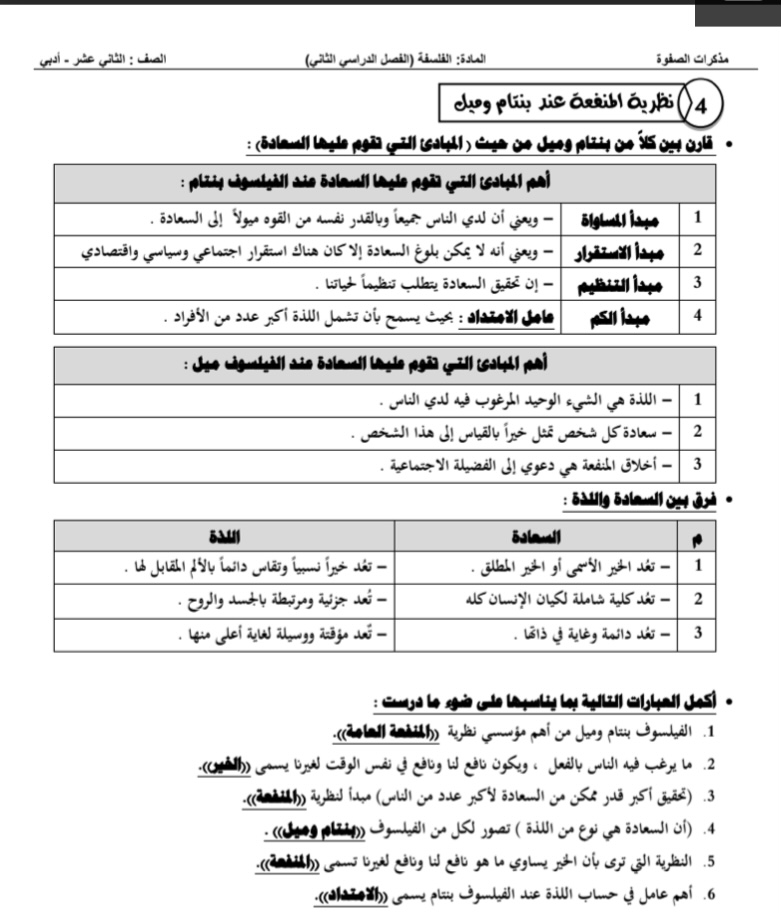 مذكرات الصفوة المادة: الفلسفة (الفصل الدراسي الثاني) الصف : الثاني عشر - أدبي
4 نظرية المنفعة عند بنتام وميل
• قارن بين كلاً من بنتام وميل من حيث ( المبادئ التي تقوم عليها السعادة) :
أهم المبادئ التي تقوم عليها السعادة عند الفيلسوف بنتام :
1 مبدأ المساواة – ويعني أن لدي الناس جميعاً وبالقدر نفسه من القوه ميولاً إلى السعادة .
2 مبدأ الاستقرار – ويعني أنه لا يمكن بلوغ السعادة إلا كان هناك استقرار اجتماعي وسياسي واقتصادي
3 مبدأ التنظيم – إن تحقيق السعادة يتطلب تنظيماً لحياتنا .
4 مبدأ الكم عامل الامتداد : بحيث يسمح بأن تشمل اللذة أكبر عدد من الأفراد .
أهم المبادئ التي تقوم عليها السعادة عند الفيلسوف ميل :
1 – اللذة هي الشيء الوحيد المرغوب فيه لدي الناس .
2 – سعادة كل شخص تمثل خيراً بالقياس إلى هذا الشخص .
3 – أخلاق المنفعة هي دعوي إلى الفضيلة الاجتماعية .
• فرق بين السعادة واللذة :
م السعادة اللذة
1 – تعُد الخير الأسمى أو الخير المطلق . – تعُد خيراً نسبياً وتقاس دائماً بالألم المقابل لها .
2 – تعُد كلية شاملة لكيان الإنسان كله – تُعد جزئية ومرتبطة بالجسد والروح .
3 – تعُد دائمة وغاية في ذاتها . – تُعد مؤقتة ووسيلة لغاية أعلى منها .
• أكمل العبارات التالية بما يناسبها على ضوء ما درست :
1. الفيلسوف بنتام وميل من أهم مؤسسي نظرية ((المنفعة العامة)).
2. ما يرغب فيه الناس بالفعل ، ويكون نافع لنا ونافع في نفس الوقت لغيرنا يسمى ((الخير)).
3. (تحقيق أكبر قدر ممكن من السعادة لأكبر عدد من الناس) مبدأ لنظرية ((المنفعة)).
4. (أن السعادة هي نوع من اللذة ) تصور لكل من الفيلسوف ((بنتام وميل)) .
5. النظرية التي ترى بأن الخير يساوي ما هو نافع لنا ونافع لغيرنا تسمى ((المنفعة)).
6. أهم عامل في حساب اللذة عند الفيلسوف بنتام يسمى ((الامتداد)).